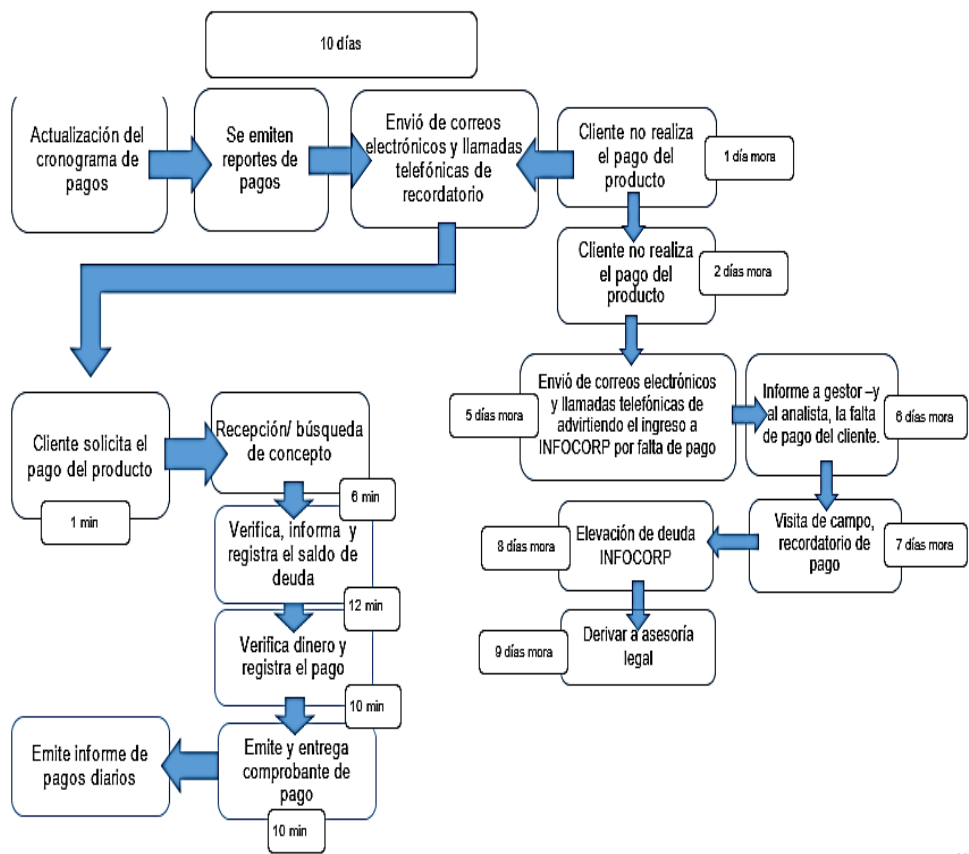 10 días
Actualización del
cronograma de
pagos
Se emiten
reportes de
pagos
Envió de correos
electrónicos y llamadas
telefónicas de
recordatorio
Cliente no realiza
el pago del
producto
1 día mora
Cliente no realiza
el pago del
producto
2 días mora
5 días mora
Envió de correos electrónicos
y llamadas telefónicas de
advirtiendo el ingreso a
INFOCORP por falta de pago
Informe a gestor –y
al analista, la falta
de pago del cliente.
6 días mora
Cliente solicita el
pago del producto
1 min
Recepción/ búsqueda
de concepto
6 min
Verifica, informa y
registra el saldo de
deuda
12 min
Verifica dinero y
registra el pago
10 min
Emite y entrega
comprobante de
pago
10 min
Emite informe de
pagos diarios
Visita de campo,
recordatorio de
pago
7 días mora
8 días mora
Elevación de deuda
INFOCORP
9 días mora
Derivar a asesoría
legal